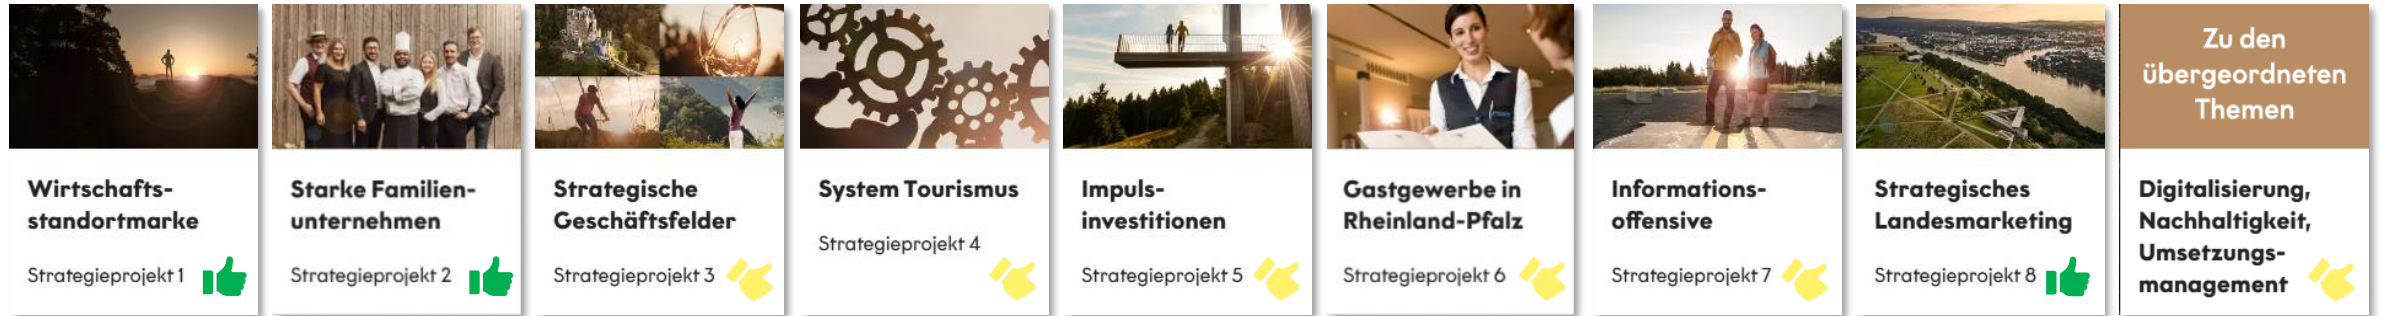 Wirtschafts-
standortmarke
Strategieprojekt 1
Starke Familien-
unternehmen
Strategieprojekt 2
Strategische
Geschäftsfelder
Strategieprojekt 3
System Tourismus
Strategieprojekt 4
Impuls-
investitionen
Strategieprojekt 5
Gastgewerbe in
Rheinland-Pfalz
Strategieprojekt 6
Informations-
offensive
Strategieprojekt 7
Strategisches
Landesmarketing
Strategieprojekt 8
Zu den
übergeordneten
Themen
Digitalisierung,
Nachhaltigkeit,
Umsetzungs-
management